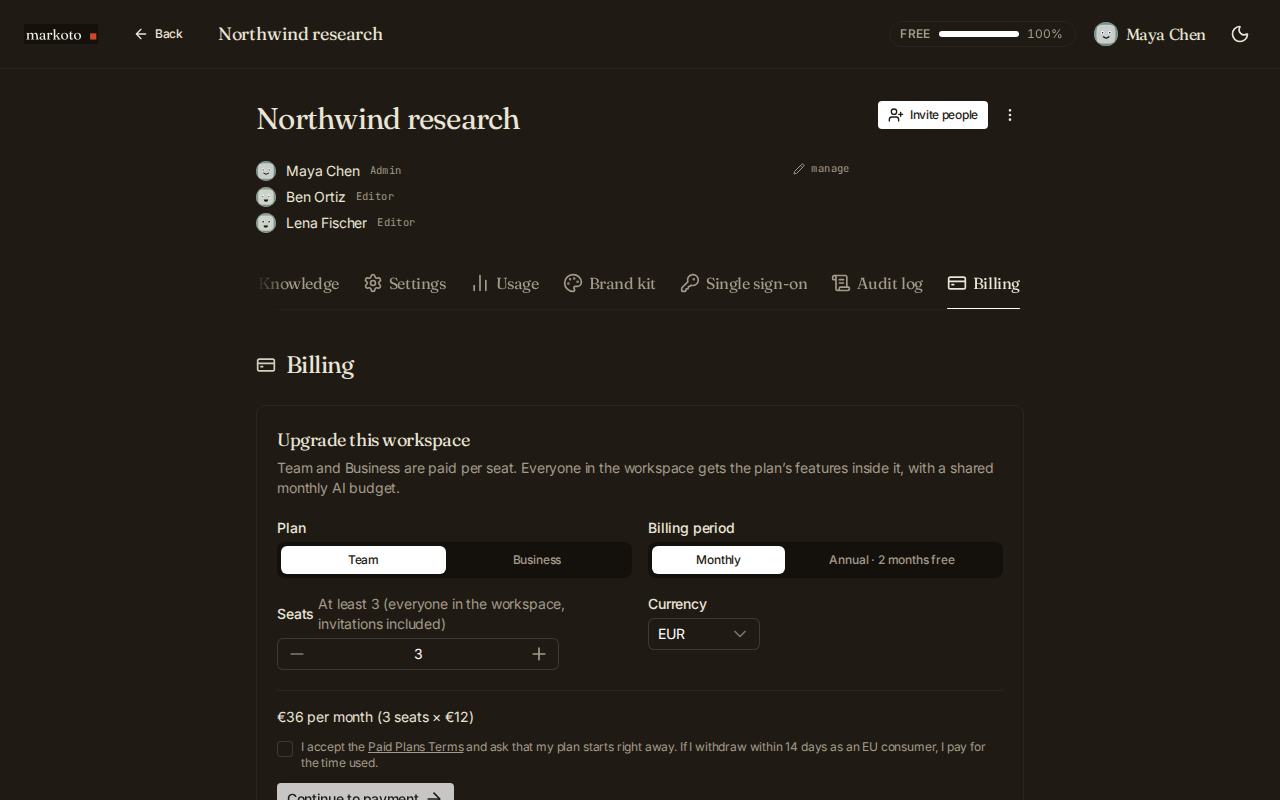 markoto
Back
Northwind research
FREE
100%
Maya Chen
Northwind research
Invite people
Maya Chen Admin
manage
Ben Ortiz Editor
Lena Fischer Editor
Knowledge
Settings
Usage
Brand kit
Single sign-on
Audit log
Billing
Billing
Upgrade this workspace
Team and Business are paid per seat. Everyone in the workspace gets the plan’s features inside it, with a shared
monthly AI budget.
Plan
Billing period
Team
Business
Monthly
Annual · 2 months free
Seats
At least 3 (everyone in the workspace,
invitations included)
Currency
3
EUR
€36 per month (3 seats × €12)
I accept the Paid Plans Terms and ask that my plan starts right away. If I withdraw within 14 days as an EU consumer, I pay for
the time used.
Continue to payment